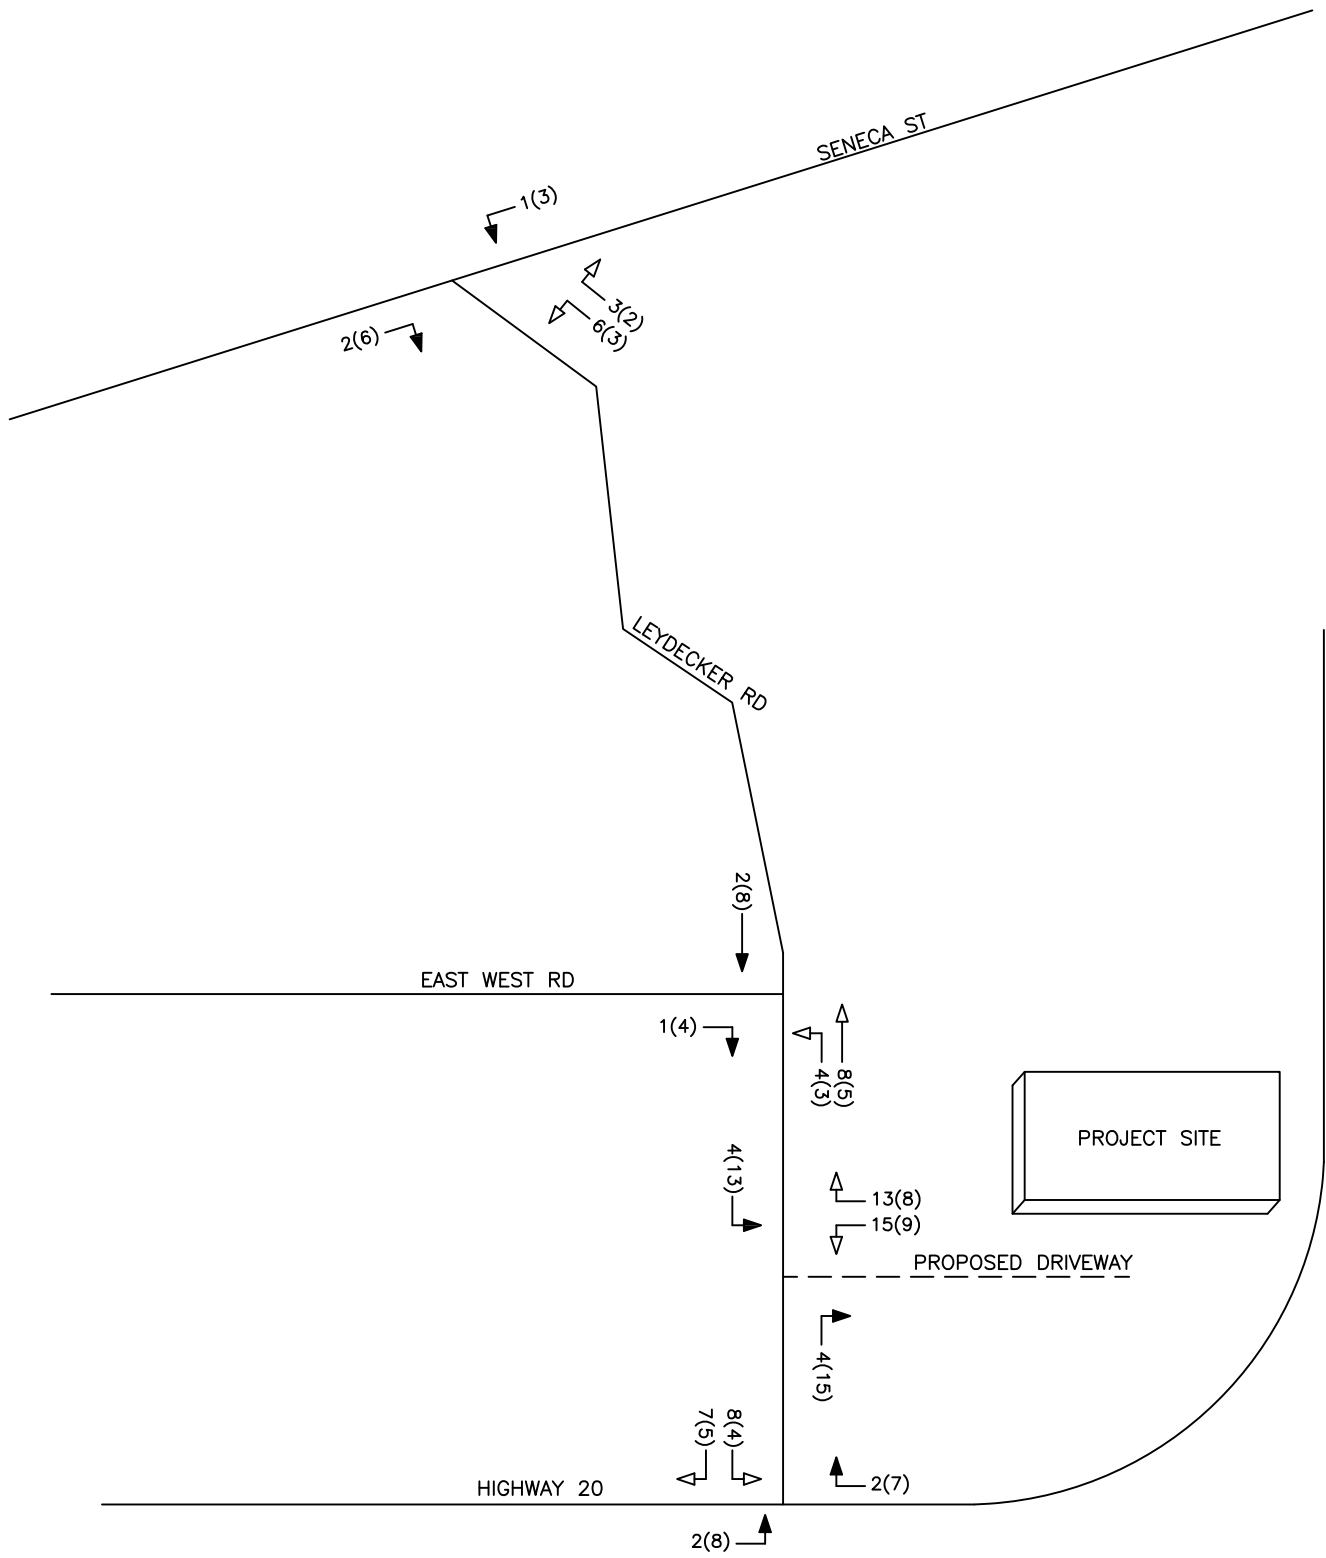 SENECA ST
1(3)
3(2)
6(3)
2(6)
LEYDECKER RD
2(8)
EAST WEST RD
1(4)
4(3)
8(5)
PROJECT SITE
4(13)
13(8)
15(9)
PROPOSED DRIVEWAY
4(15)
7(5)
8(4)
HIGHWAY 20
2(7)
2(8)